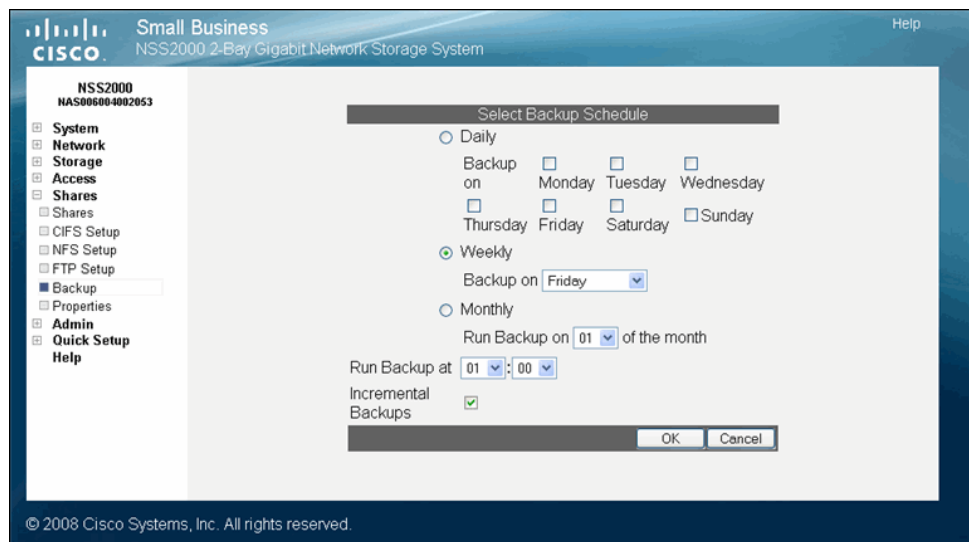 Small Business
Help
CISCO.
NSS2000 2-Bay Gigabit Network Storage System
NSS2000
NAS006004002053
System
Network
Storage
Access
Shares
Shares
CIFS Setup
NFS Setup
FTP Setup
Backup
Properties
Admin
Quick Setup
Help
Select Backup Schedule
Daily
Backup on
Monday Tuesday Wednesday
Thursday Friday Saturday Sunday
Weekly
Backup on Friday
Monthly
Run Backup on 01 of the month
Run Backup at 01 : 00
Incremental
Backups
OK Cancel
© 2008 Cisco Systems, Inc. All rights reserved.